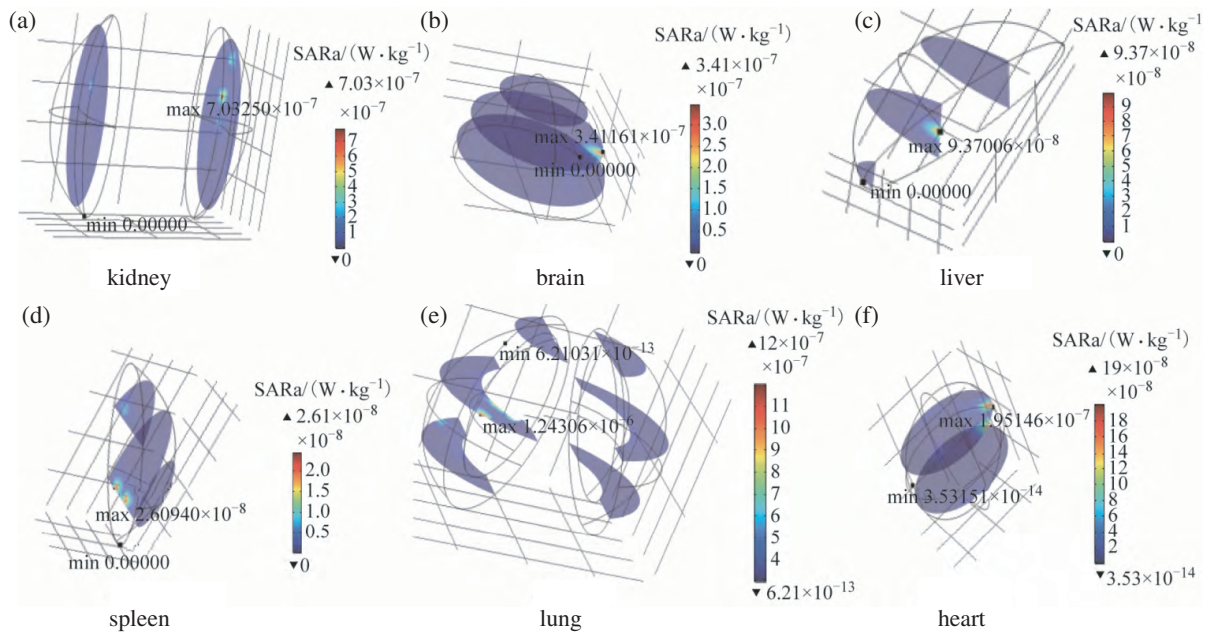 (a)
SARa/(W·kg⁻¹)
▲ 7.03×10⁻⁷
×10⁻⁷
7
6
5
4
3
2
1
▼ 0
max 7.03250×10⁻⁷
min 0.00000
kidney
(b)
SARa/(W·kg⁻¹)
▲ 3.41×10⁻⁷
×10⁻⁷
3.0
2.5
2.0
1.5
1.0
0.5
▼ 0
max 3.41161×10⁻⁷
min 0.00000
brain
(c)
SARa/(W·kg⁻¹)
▲ 9.37×10⁻⁸
×10⁻⁸
9
8
7
6
5
4
3
2
1
▼ 0
max 9.37006×10⁻⁸
min 0.00000
liver
(d)
SARa/(W·kg⁻¹)
▲ 2.61×10⁻⁸
×10⁻⁸
2.0
1.5
1.0
0.5
▼ 0
max 2.60940×10⁻⁸
min 0.00000
spleen
(e)
SARa/(W·kg⁻¹)
▲ 12×10⁻⁷
×10⁻⁷
11
10
9
8
7
6
5
4
▼ 6.21×10⁻¹³
min 6.21031×10⁻¹³
max 1.24306×10⁻⁶
lung
(f)
SARa/(W·kg⁻¹)
▲ 19×10⁻⁸
×10⁻⁸
18
16
14
12
10
8
6
4
2
▼ 3.53×10⁻¹⁴
max 1.95146×10⁻⁷
min 3.53151×10⁻¹⁴
heart